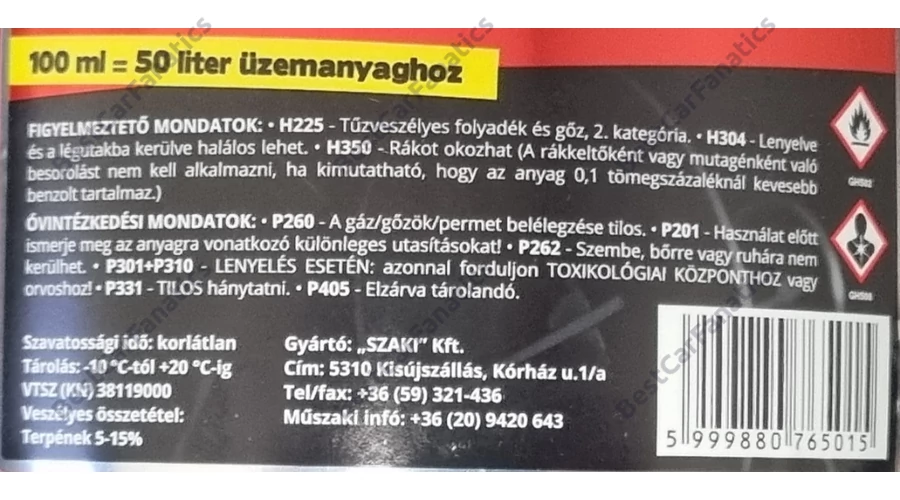 100 ml = 50 liter üzemanyaghoz
FIGYELMEZTETŐ MONDATOK: • H225 - Tűzveszélyes folyadék és gőz, 2. kategória. • H304 - Lenyelve
és a légutakba kerülve halálos lehet. • H350 - Rákot okozhat (A rákkeltőként vagy mutagénként való
besorolást nem kell alkalmazni, ha kimutatható, hogy az anyag 0,1 tömegszázaléknál kevesebb
benzolt tartalmaz.)
GHS02
ÓVINTÉZKEDÉSI MONDATOK: • P260 - A gáz/gőzök/permet belélegzése tilos. • P201 - Használat előtt
ismerje meg az anyagra vonatkozó különleges utasításokat! • P262 - Szembe, bőrre vagy ruhára nem
kerülhet. • P301+P310 - LENYELÉS ESETÉN: azonnal forduljon TOXIKOLÓGIAI KÖZPONTHOZ vagy
orvoshoz! • P331 - TILOS hánytatni. • P405 - Elzárva tárolandó.
GHS08
Szavatossági idő: korlátlan
Tárolás: -10 °C-tól +20 °C-ig
VTSZ (KN) 38119000
Veszélyes összetétel:
Terpének 5-15%
Gyártó: „SZAKI” Kft.
Cím: 5310 Kisújszállás, Kórház u.1/a
Tel/fax: +36 (59) 321-436
Műszaki infó: +36 (20) 9420 643
5 999880 765015
BestCarFanatics
BestCarFanatics
BestCarFanatics
BestCarFanatics